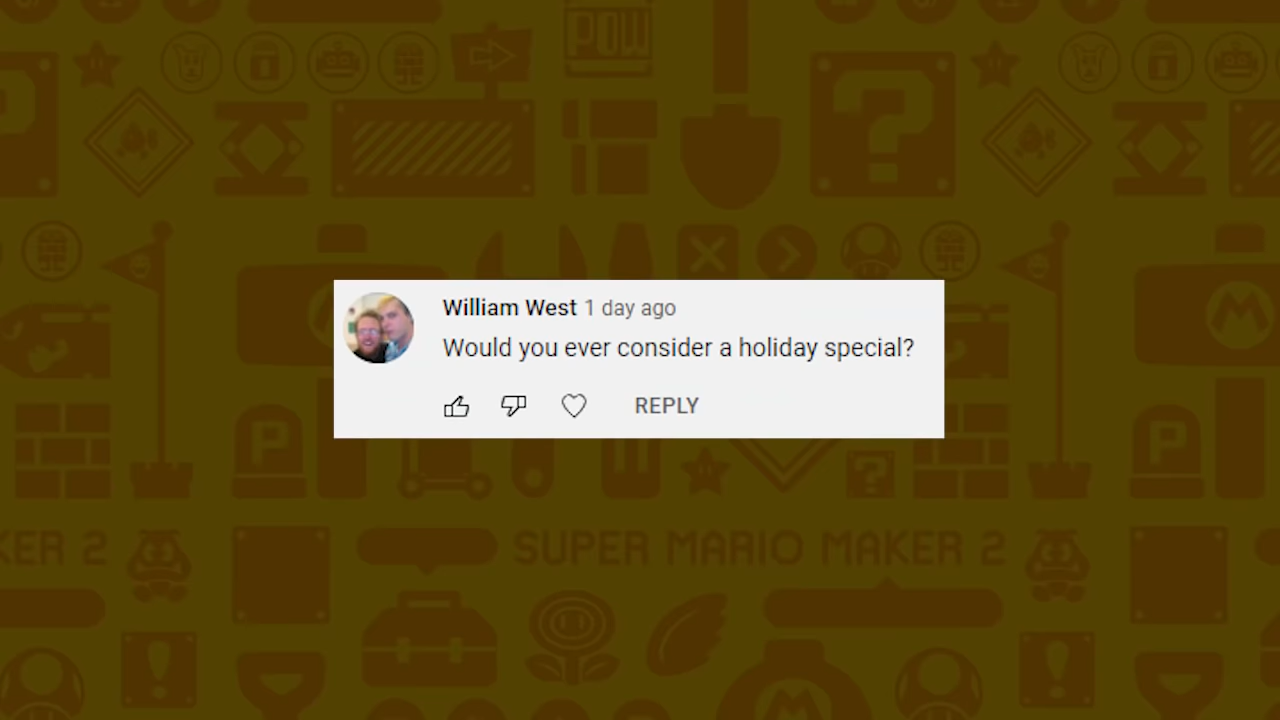 POW
William West 1 day ago
Would you ever consider a holiday special?
REPLY
P
P
KER 2
SUPER MARIO MAKER 2